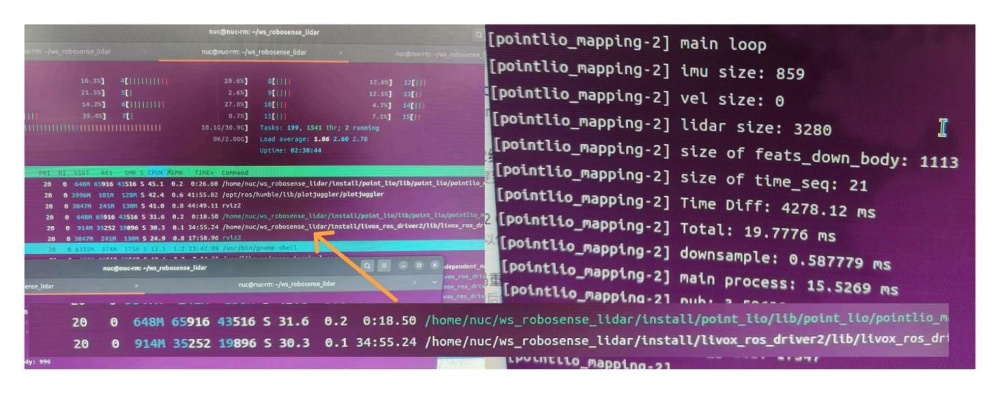 nuc@nuc-rm: ~/ws_robosense_lidar
nuc-rm: ~/ws_robosense_lidar × nuc@nuc-rm: ~/ws_robosense_lidar × nuc@nuc-rm: ~/ws_robosense_l
10.3%] 4[||||||||| 29.6%] 8[|||| 12.6%] 12[|||
21.5%] 5[| 2.6%] 9[|||| 12.1%] 13[||
14.2%] 6[|||||||| 27.0%] 10[||| 4.7%] 14[|||
39.4%] 7[| 0.7%] 11[||| 7.1%] 15[||
10.1G/30.9G] Tasks: 199, 1541 thr; 2 running
0K/2.00G] Load average: 1.86 2.60 2.78
Uptime: 02:38:44
PRI NI VIRT RES SHR S CPU% MEM% TIME+ Command
20 0 648M 65916 43516 S 45.1 0.2 0:26.60 /home/nuc/ws_robosense_lidar/install/point_lio/lib/point_lio/pointlio_
20 0 3996M 181M 128M S 42.4 0.6 41:55.82 /opt/ros/humble/lib/plotjuggler/plotjuggler
20 0 3847M 241M 130M S 41.0 0.8 44:49.11 rviz2
20 0 648M 65916 43516 S 31.6 0.2 0:18.50 /home/nuc/ws_robosense_lidar/install/point_lio/lib/point_lio/pointlio_m
20 0 914M 35252 19896 S 30.3 0.1 34:55.24 /home/nuc/ws_robosense_lidar/install/livox_ros_driver2/lib/livox_ros_dr
20 0 3847M 241M 130M S 24.9 0.8 17:58.96 rviz2
20 0 6335M 374M 175M S 13.5 1.2 23:42.88 /usr/bin/gnome-shell
nuc@nuc-rm: ~/ws_robosense_lidar
ense_lidar × nuc@nuc-rm: ~/ws_robosense_lidar ×
20 0 648M 65916 43516 S 31.6 0.2 0:18.50 /home/nuc/ws_robosense_lidar/install/point_lio/lib/point_lio/pointlio_m
20 0 914M 35252 19896 S 30.3 0.1 34:55.24 /home/nuc/ws_robosense_lidar/install/livox_ros_driver2/lib/livox_ros_dri
dy: 996
[pointlio_mapping-2] main loop
[pointlio_mapping-2] imu size: 859
[pointlio_mapping-2] vel size: 0
[pointlio_mapping-2] lidar size: 3280
[pointlio_mapping-2] size of feats_down_body: 1113
[pointlio_mapping-2] size of time_seq: 21
[pointlio_mapping-2] Time Diff: 4278.12 ms
[pointlio_mapping-2] Total: 19.7776 ms
[pointlio_mapping-2] downsample: 0.587779 ms
[pointlio_mapping-2] main process: 15.5269 ms
[pointlio_mapping-2]
[pointlio_mapping-2]